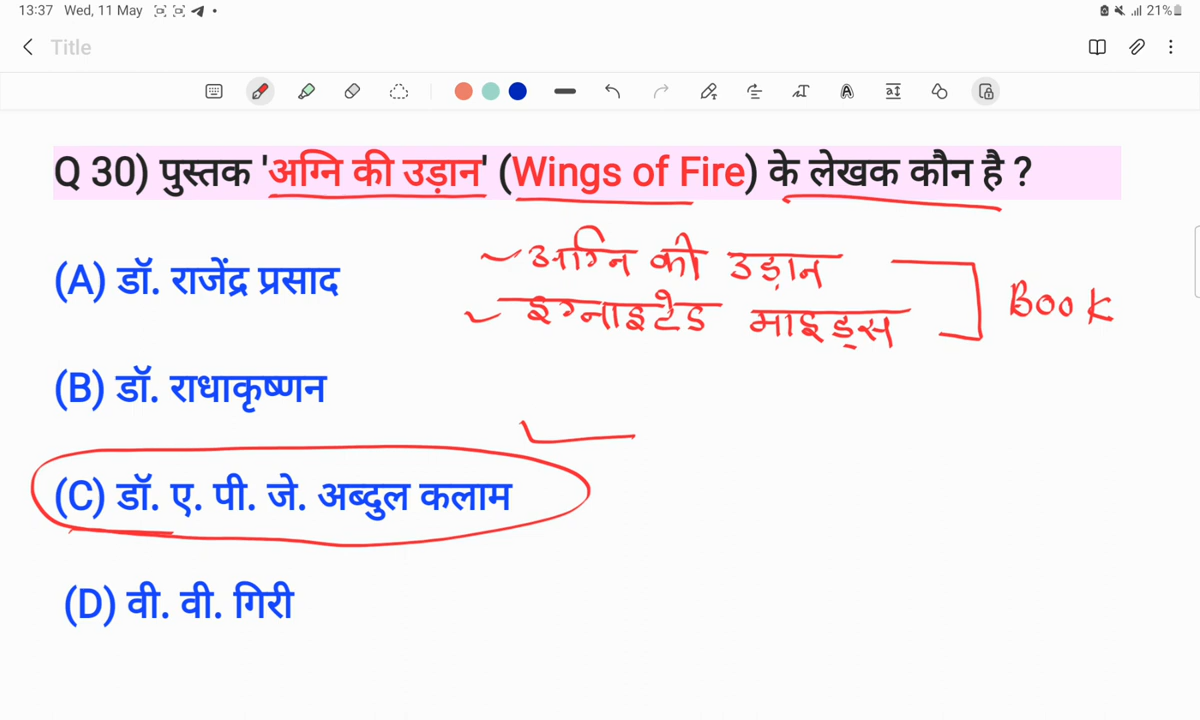 13:37 Wed, 11 May 21%
Title
Q 30) पुस्तक 'अग्नि की उड़ान' (Wings of Fire) के लेखक कौन है ?
अग्नि की उड़ान
इग्नाइटेड माइंड्स Book
(A) डॉ. राजेंद्र प्रसाद
(B) डॉ. राधाकृष्णन
(C) डॉ. ए. पी. जे. अब्दुल कलाम
(D) वी. वी. गिरी